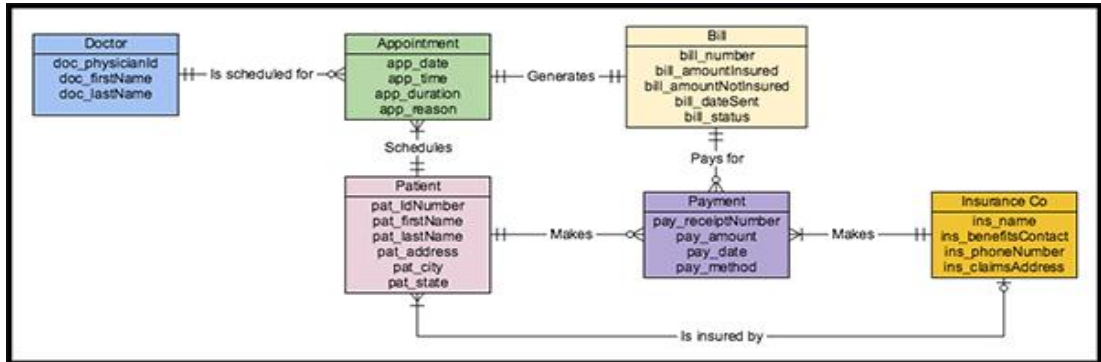 Doctor
doc_physicianId
doc_firstName
doc_lastName
Is scheduled for
Appointment
app_date
app_time
app_duration
app_reason
Generates
Bill
bill_number
bill_amountInsured
bill_amountNotInsured
bill_dateSent
bill_status
Schedules
Pays for
Patient
pat_IdNumber
pat_firstName
pat_lastName
pat_address
pat_city
pat_state
Makes
Payment
pay_receiptNumber
pay_amount
pay_date
pay_method
Makes
Insurance Co
ins_name
ins_benefitsContact
ins_phoneNumber
ins_claimsAddress
Is insured by